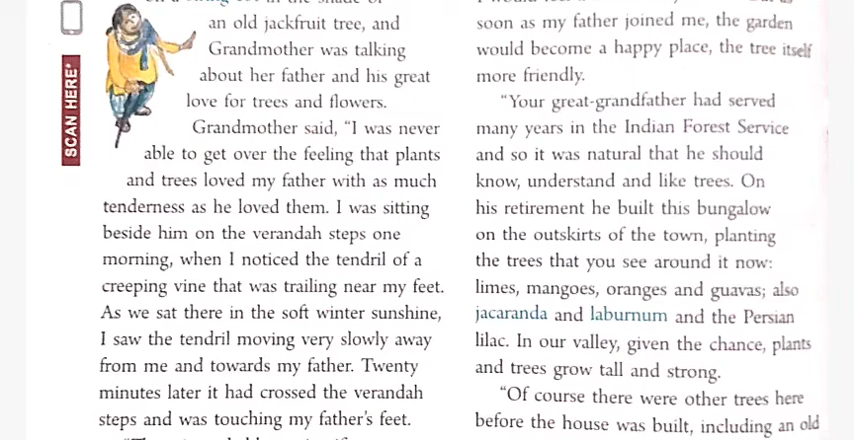 SCAN HERE*
an old jackfruit tree, and
Grandmother was talking
about her father and his great
love for trees and flowers.
Grandmother said, “I was never
able to get over the feeling that plants
and trees loved my father with as much
tenderness as he loved them. I was sitting
beside him on the verandah steps one
morning, when I noticed the tendril of a
creeping vine that was trailing near my feet.
As we sat there in the soft winter sunshine,
I saw the tendril moving very slowly away
from me and towards my father. Twenty
minutes later it had crossed the verandah
steps and was touching my father’s feet.
soon as my father joined me, the garden
would become a happy place, the tree itself
more friendly.
“Your great-grandfather had served
many years in the Indian Forest Service
and so it was natural that he should
know, understand and like trees. On
his retirement he built this bungalow
on the outskirts of the town, planting
the trees that you see around it now:
limes, mangoes, oranges and guavas; also
jacaranda and laburnum and the Persian
lilac. In our valley, given the chance, plants
and trees grow tall and strong.
“Of course there were other trees here
before the house was built, including an old